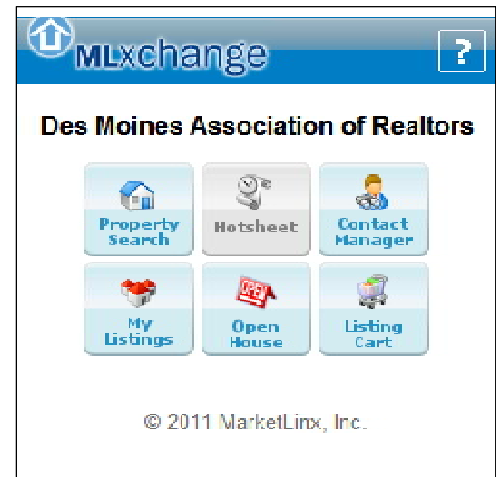 MLXchange
?
Des Moines Association of Realtors
Property
Search
Hotsheet
Contact
Manager
My
Listings
OPEN
Open
House
Listing
Cart
© 2011 MarketLinx, Inc.